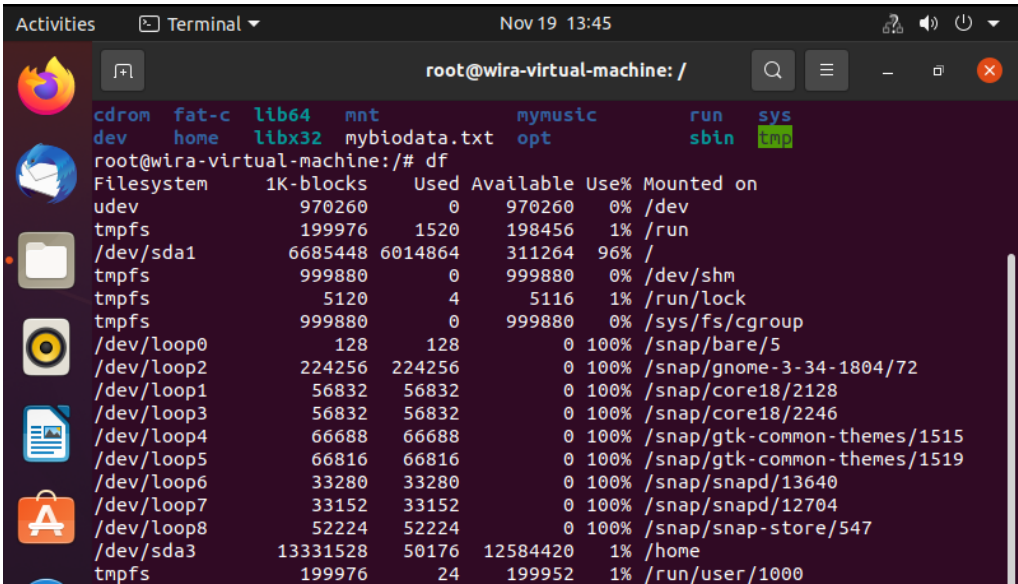 Activities Terminal Nov 19 13:45
root@wira-virtual-machine: /
cdrom fat-c lib64 mnt mymusic run sys
dev home libx32 mybiodata.txt opt sbin tmp
root@wira-virtual-machine:/# df
Filesystem 1K-blocks Used Available Use% Mounted on
udev 970260 0 970260 0% /dev
tmpfs 199976 1520 198456 1% /run
/dev/sda1 6685448 6014864 311264 96% /
tmpfs 999880 0 999880 0% /dev/shm
tmpfs 5120 4 5116 1% /run/lock
tmpfs 999880 0 999880 0% /sys/fs/cgroup
/dev/loop0 128 128 0 100% /snap/bare/5
/dev/loop2 224256 224256 0 100% /snap/gnome-3-34-1804/72
/dev/loop1 56832 56832 0 100% /snap/core18/2128
/dev/loop3 56832 56832 0 100% /snap/core18/2246
/dev/loop4 66688 66688 0 100% /snap/gtk-common-themes/1515
/dev/loop5 66816 66816 0 100% /snap/gtk-common-themes/1519
/dev/loop6 33280 33280 0 100% /snap/snapd/13640
/dev/loop7 33152 33152 0 100% /snap/snapd/12704
/dev/loop8 52224 52224 0 100% /snap/snap-store/547
/dev/sda3 13331528 50176 12584420 1% /home
tmpfs 199976 24 199952 1% /run/user/1000